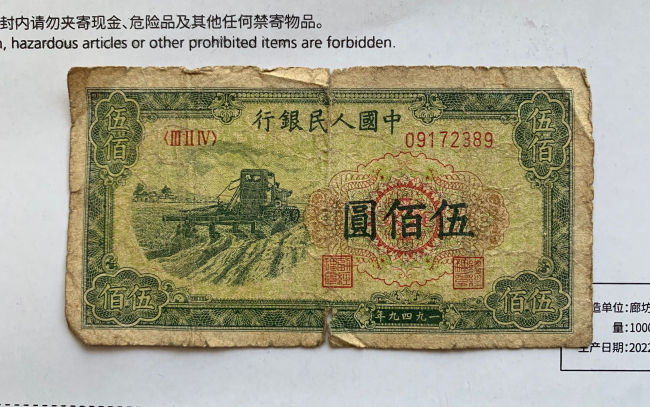 封内请勿夹寄现金、危险品及其他任何禁寄物品。
, hazardous articles or other prohibited items are forbidden.
行銀民人國中
伍佰
伍佰
〈ⅢⅡⅣ〉
09172389
圓佰伍
佰伍
年九四九一
伍佰
造单位:廊坊
量:1000
生产日期:2022